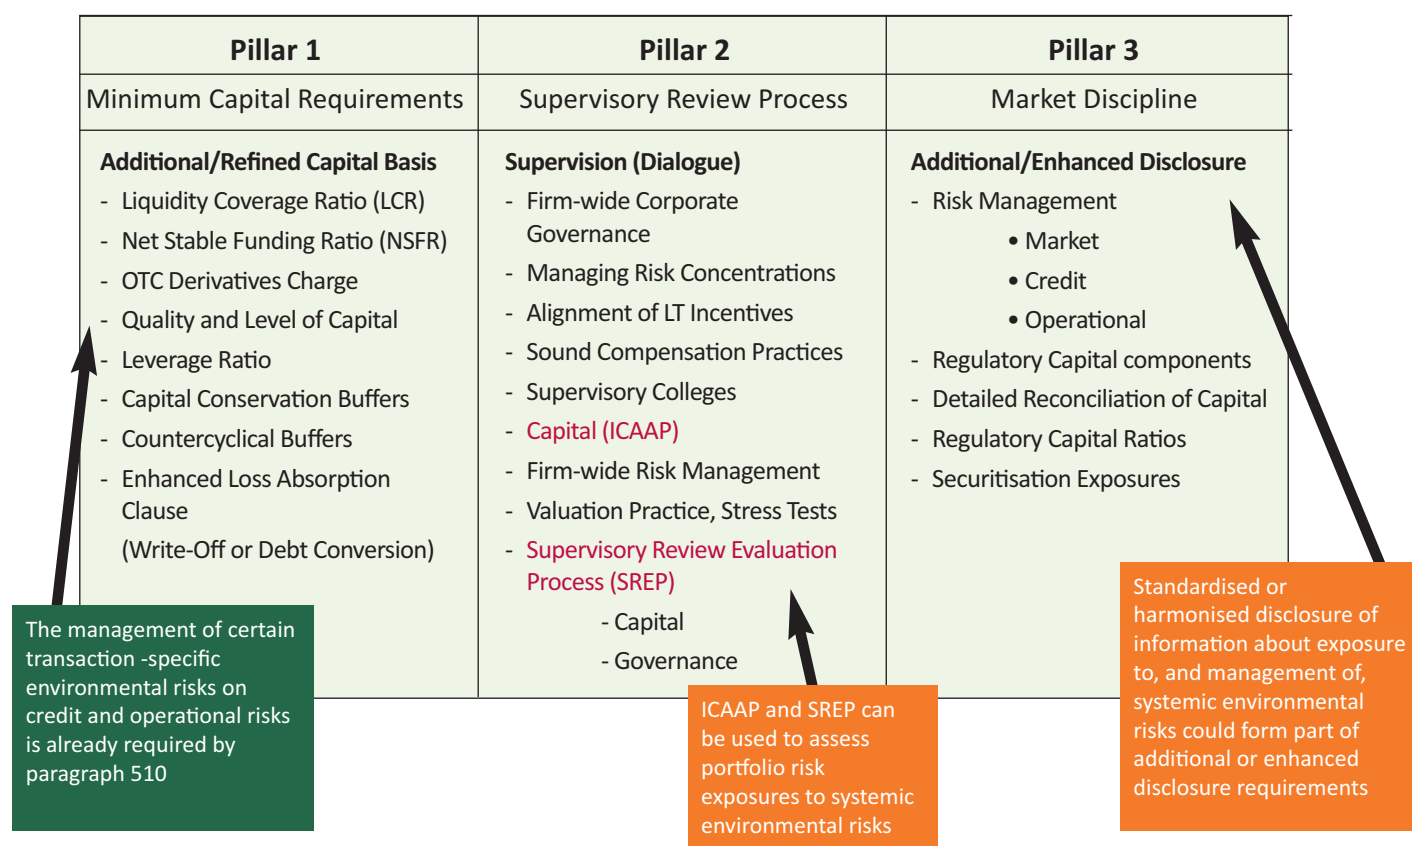 Pillar 1
Minimum Capital Requirements
Additional/Refined Capital Basis
- Liquidity Coverage Ratio (LCR)
- Net Stable Funding Ratio (NSFR)
- OTC Derivatives Charge
- Quality and Level of Capital
- Leverage Ratio
- Capital Conservation Buffers
- Countercyclical Buffers
- Enhanced Loss Absorption
Clause
(Write-Off or Debt Conversion)
The management of certain
transaction -specific
environmental risks on
credit and operational risks
is already required by
paragraph 510
Pillar 2
Supervisory Review Process
Supervision (Dialogue)
- Firm-wide Corporate
Governance
- Managing Risk Concentrations
- Alignment of LT Incentives
- Sound Compensation Practices
- Supervisory Colleges
- Capital (ICAAP)
- Firm-wide Risk Management
- Valuation Practice, Stress Tests
- Supervisory Review Evaluation
Process (SREP)
- Capital
- Governance
ICAAP and SREP can
be used to assess
portfolio risk
exposures to systemic
environmental risks
Pillar 3
Market Discipline
Additional/Enhanced Disclosure
- Risk Management
• Market
• Credit
• Operational
- Regulatory Capital components
- Detailed Reconciliation of Capital
- Regulatory Capital Ratios
- Securitisation Exposures
Standardised or
harmonised disclosure of
information about exposure
to, and management of,
systemic environmental
risks could form part of
additional or enhanced
disclosure requirements